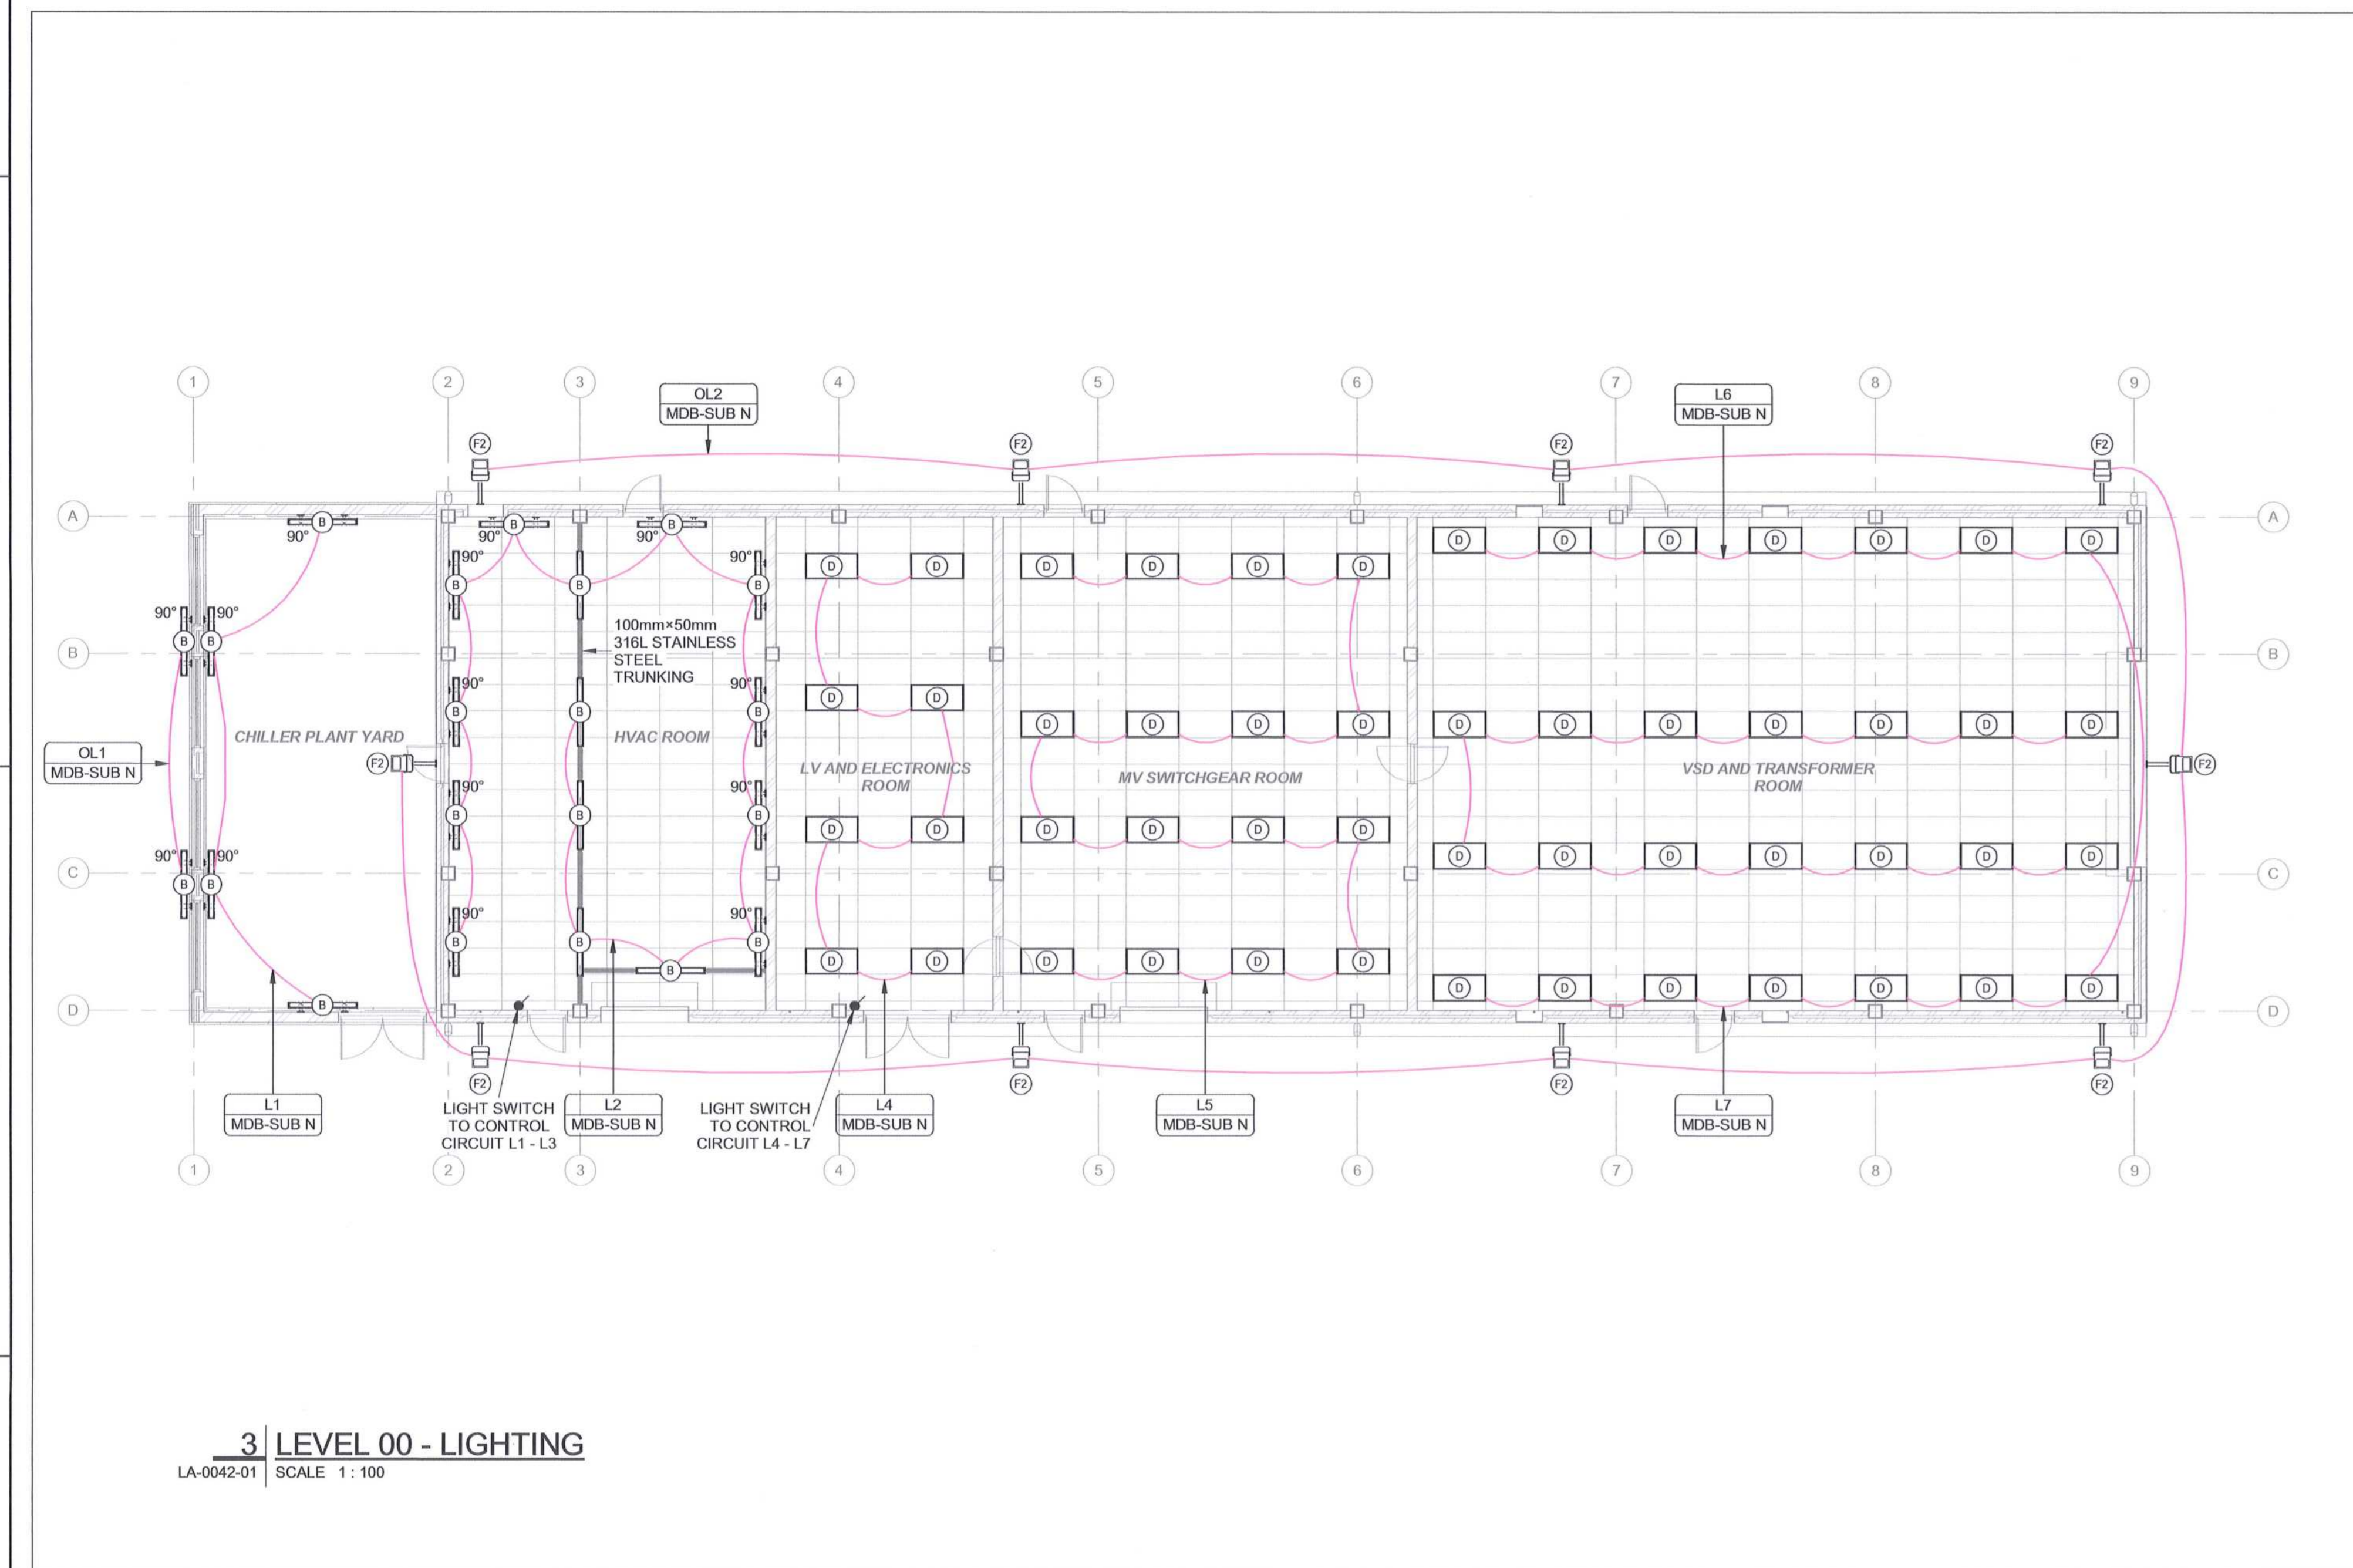 1 2 3 4 5 6 7 8 9
OL2
MDB-SUB N
L6
MDB-SUB N
F2 F2 F2 F2
A A
B B B
90° 90° 90°
90° 90°
D D D D D D D
D D D D D D
B B B
90° 90°
B B
100mm×50mm
316L STAINLESS
STEEL
TRUNKING
B B
90° 90°
D D
B B B
D D D D D D D D D D D
CHILLER PLANT YARD
HVAC ROOM
OL1
MDB-SUB N
F2
LV AND ELECTRONICS
ROOM
MV SWITCHGEAR ROOM
VSD AND TRANSFORMER
ROOM
F2
90° 90°
B B B
D D D D D D
90° 90°
D D D D D D D
C C
B B
90° 90°
B B B
B
D D D D D D
D D D D D D D
B
D D
F2 F2 F2 F2
L1
MDB-SUB N
LIGHT SWITCH
TO CONTROL
CIRCUIT L1 - L3
L2
MDB-SUB N
LIGHT SWITCH
TO CONTROL
CIRCUIT L4 - L7
L4
MDB-SUB N
L5
MDB-SUB N
L7
MDB-SUB N
1 2 3 4 5 6 7 8 9
3 LEVEL 00 - LIGHTING
LA-0042-01 SCALE 1 : 100